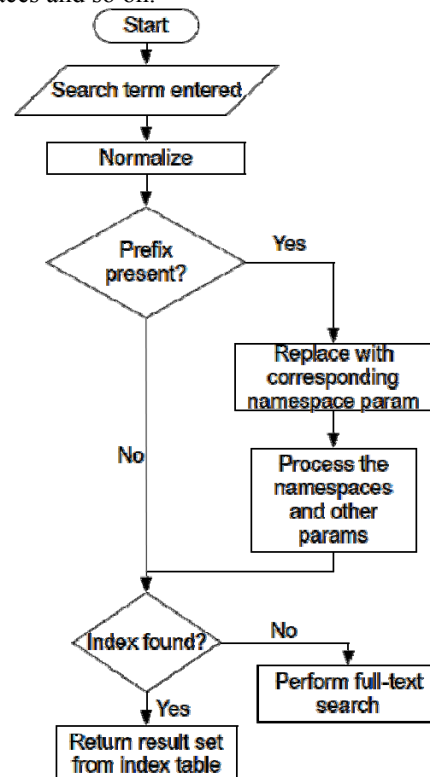 Start
Search term entered
Normalize
Prefix
present?
Yes
Replace with
corresponding
namespace param
No
Process the
namespaces
and other
params
Index found?
No
Perform full-text
search
Yes
Return result set
from index table